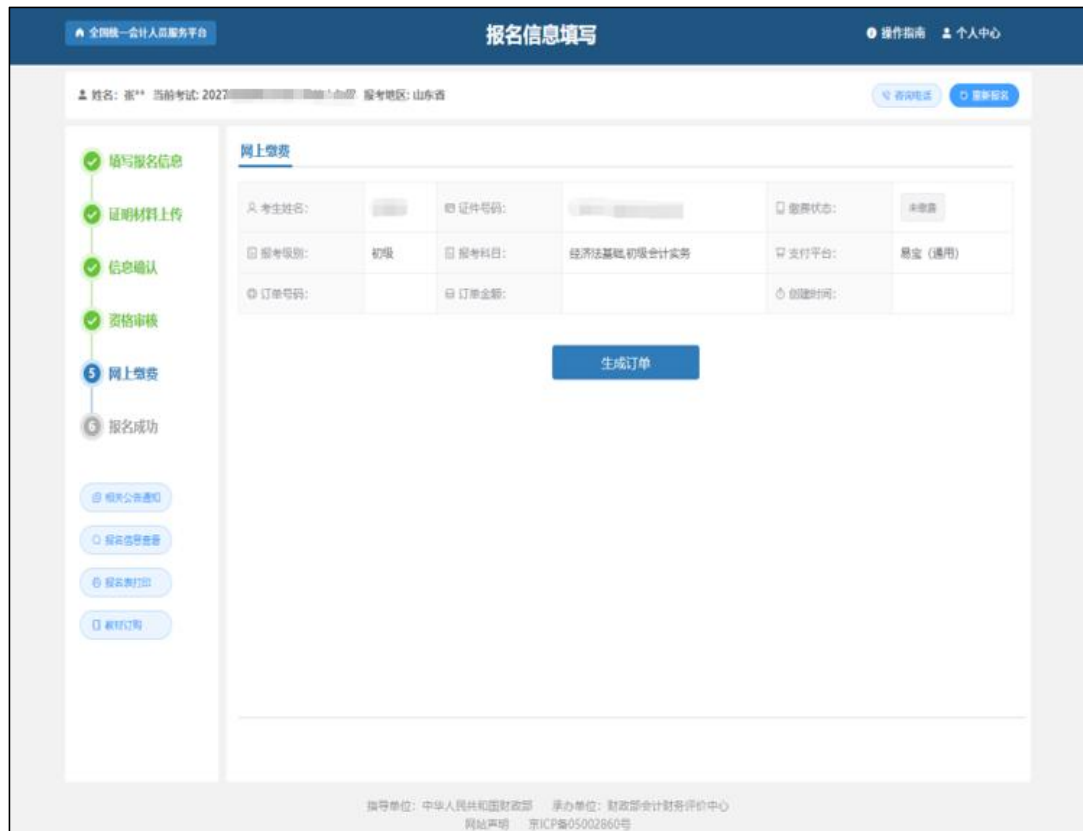 全国统一会计人员服务平台
报名信息填写
操作指南 个人中心
姓名: 张** 当前考试: 2027 报考地区: 山东省
咨询电话 重新报名
填写报名信息
证明材料上传
信息确认
资格审核
5 网上缴费
6 报名成功
相关公告通知
报名信息查看
报名表打印
教材订购
网上缴费
考生姓名: 证件号码: 缴费状态: 未缴费
报考级别: 初级 报考科目: 经济法基础,初级会计实务 支付平台: 易宝（通用）
订单号码: 订单金额: 创建时间:
生成订单
指导单位：中华人民共和国财政部 承办单位：财政部会计财务评价中心
网站声明 京ICP备05002860号